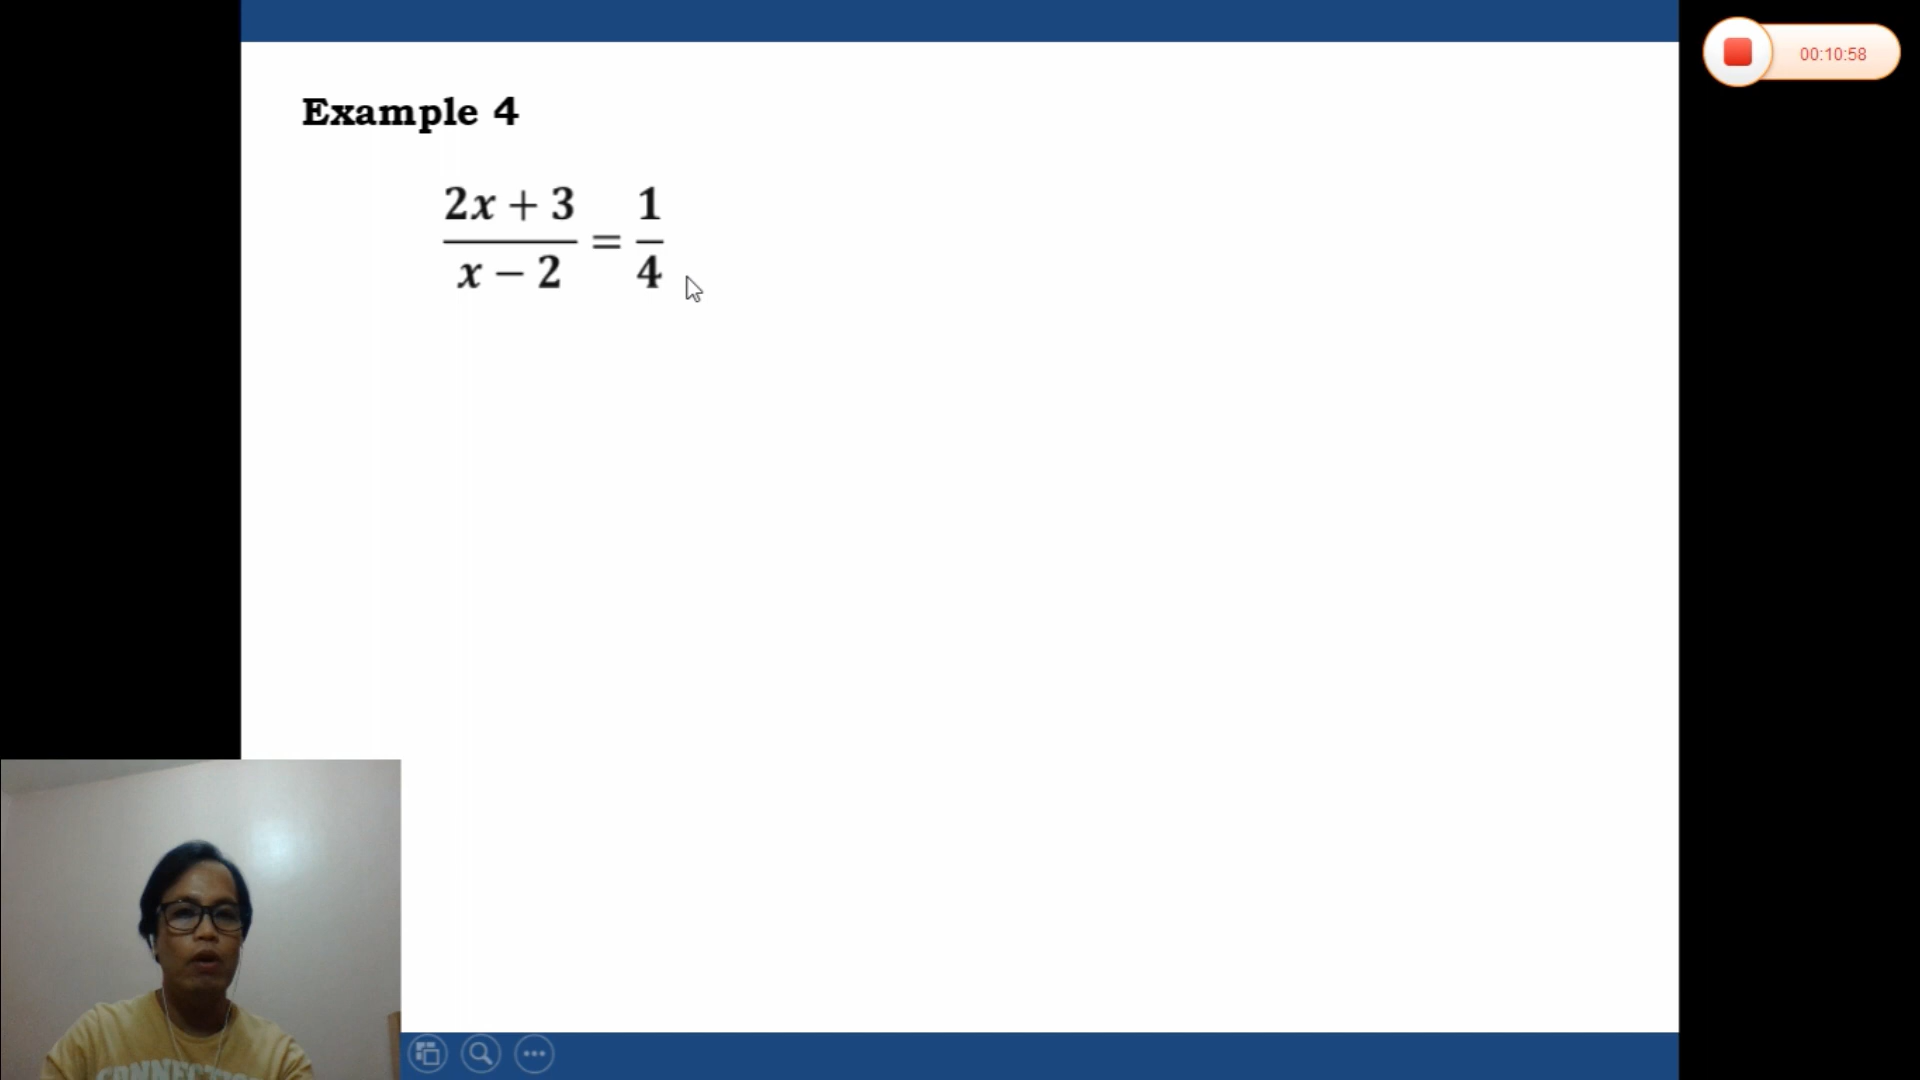 00:10:58
Example 4
2x + 3 / x − 2 = 1 / 4